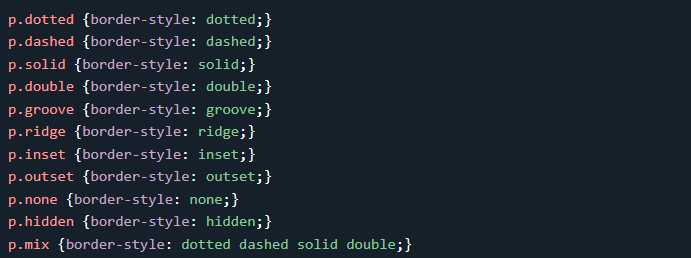 p.dotted {border-style: dotted;}
p.dashed {border-style: dashed;}
p.solid {border-style: solid;}
p.double {border-style: double;}
p.groove {border-style: groove;}
p.ridge {border-style: ridge;}
p.inset {border-style: inset;}
p.outset {border-style: outset;}
p.none {border-style: none;}
p.hidden {border-style: hidden;}
p.mix {border-style: dotted dashed solid double;}